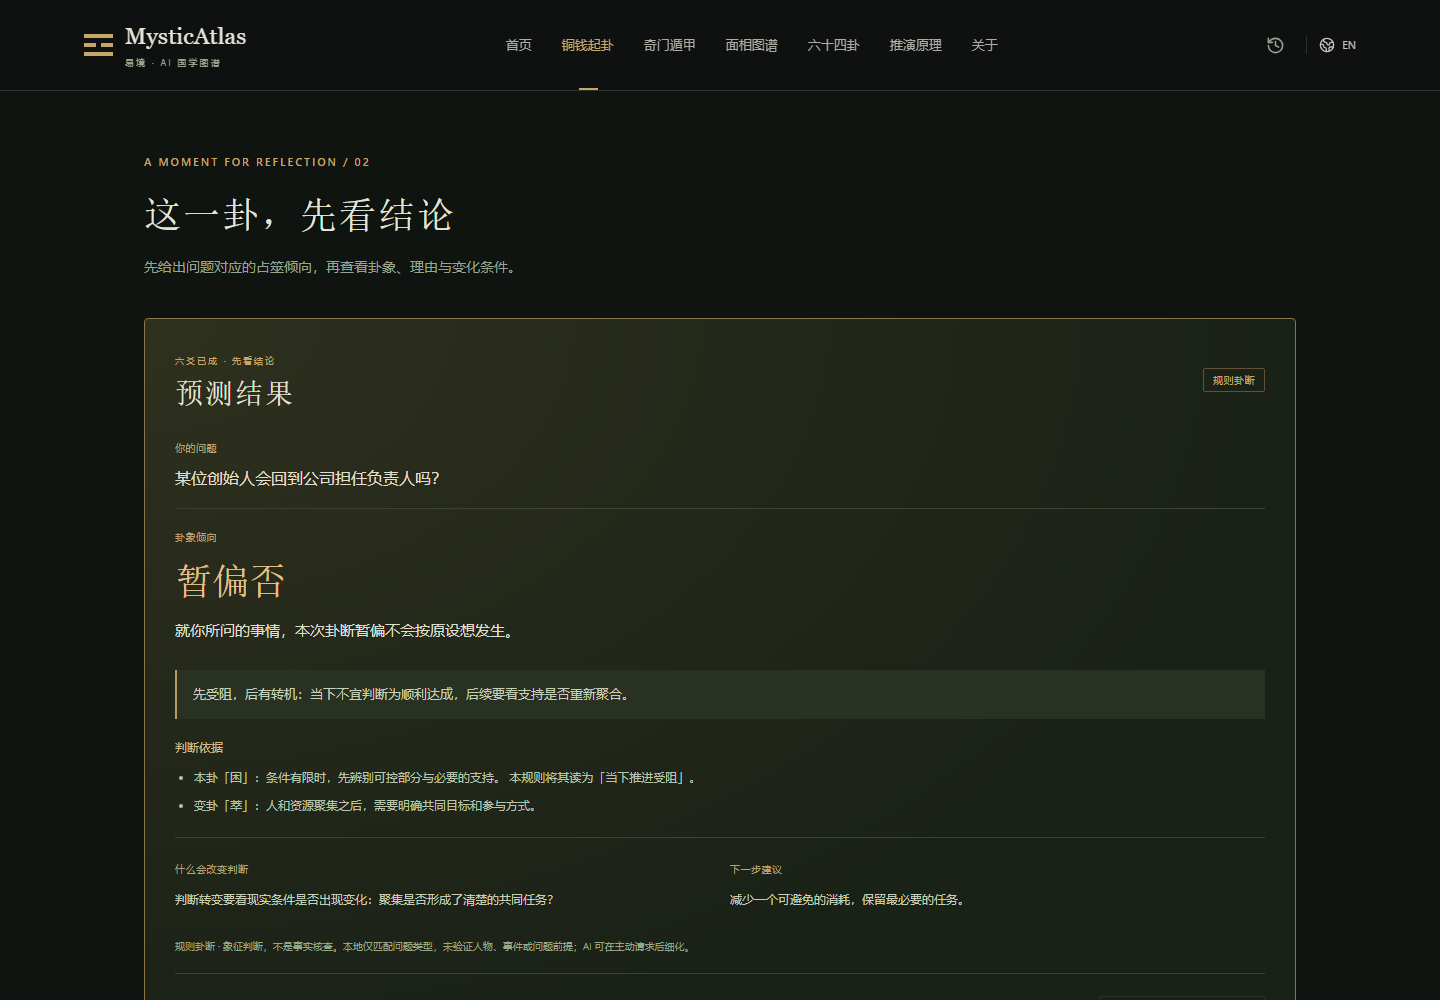 MysticAtlas
易境 · AI 国学图谱
首页 铜钱起卦 奇门遁甲 面相图谱 六十四卦 推演原理 关于
EN
A MOMENT FOR REFLECTION / 02
这一卦，先看结论
先给出问题对应的占筮倾向，再查看卦象、理由与变化条件。
六爻已成 · 先看结论
预测结果
规则卦断
你的问题
某位创始人会回到公司担任负责人吗？
卦象倾向
暂偏否
就你所问的事情，本次卦断暂偏不会按原设想发生。
先受阻，后有转机：当下不宜判断为顺利达成，后续要看支持是否重新聚合。
判断依据
• 本卦「困」：条件有限时，先辨别可控部分与必要的支持。 本规则将其读为「当下推进受阻」。
• 变卦「萃」：人和资源聚集之后，需要明确共同目标和参与方式。
什么会改变判断
判断转变要看现实条件是否出现变化：聚集是否形成了清楚的共同任务？
下一步建议
减少一个可避免的消耗，保留最必要的任务。
规则卦断 · 象征判断，不是事实核查。本地仅匹配问题类型，未验证人物、事件或问题前提；AI 可在主动请求后细化。